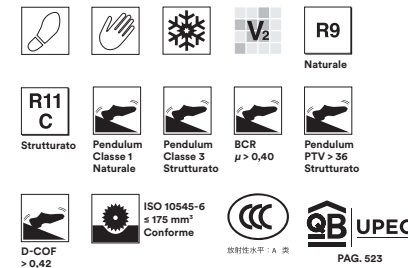 V2
R9
Naturale
R11
C
Strutturato
Pendulum
Classe 1
Naturale
Pendulum
Classe 3
Strutturato
BCR
μ > 0,40
Pendulum
PTV > 36
Strutturato
D-COF
> 0,42
ISO 10545-6
≤ 175 mm³
Conforme
CCC
放射性水平：A 类
QB UPEC
PAG. 523